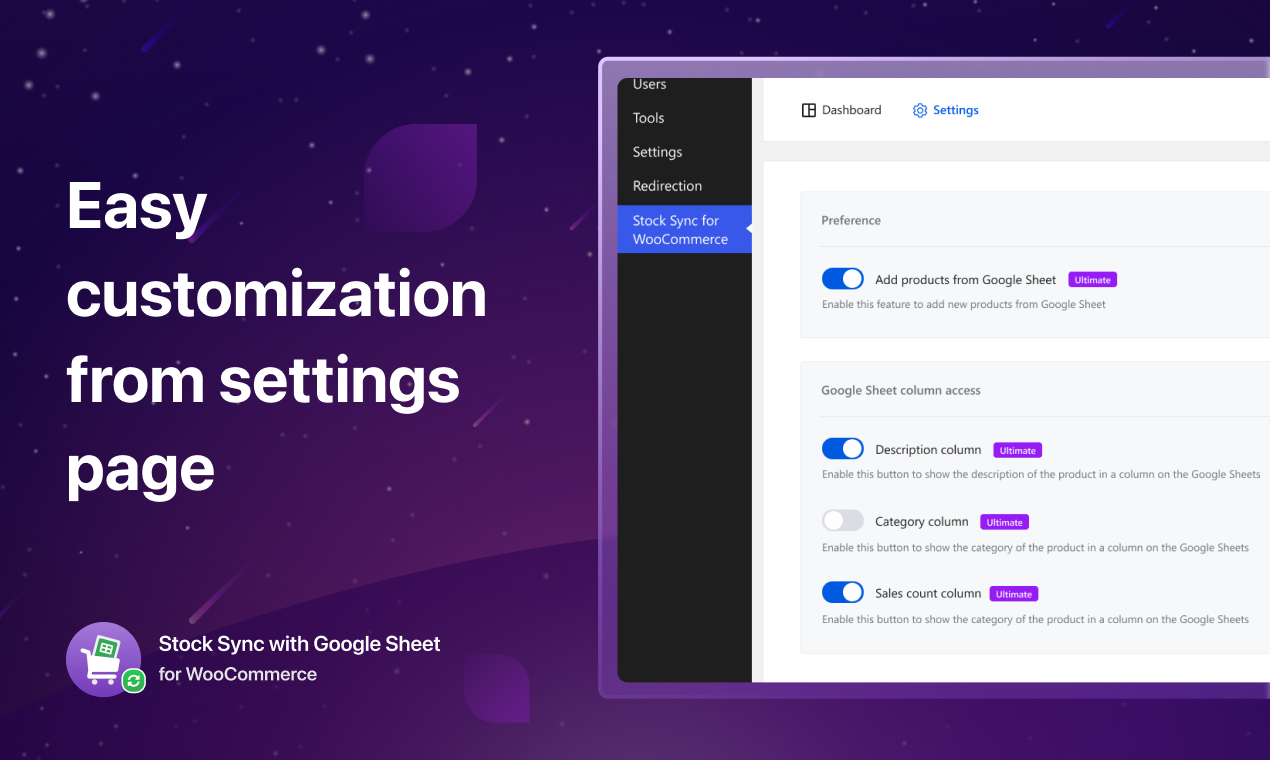 Easy
customization
from settings
page
Stock Sync with Google Sheet
for WooCommerce
Users
Tools
Settings
Redirection
Stock Sync for
WooCommerce
Dashboard
Settings
Preference
Add products from Google Sheet Ultimate
Enable this feature to add new products from Google Sheet
Google Sheet column access
Description column Ultimate
Enable this button to show the description of the product in a column on the Google Sheets
Category column Ultimate
Enable this button to show the category of the product in a column on the Google Sheets
Sales count column Ultimate
Enable this button to show the category of the product in a column on the Google Sheets